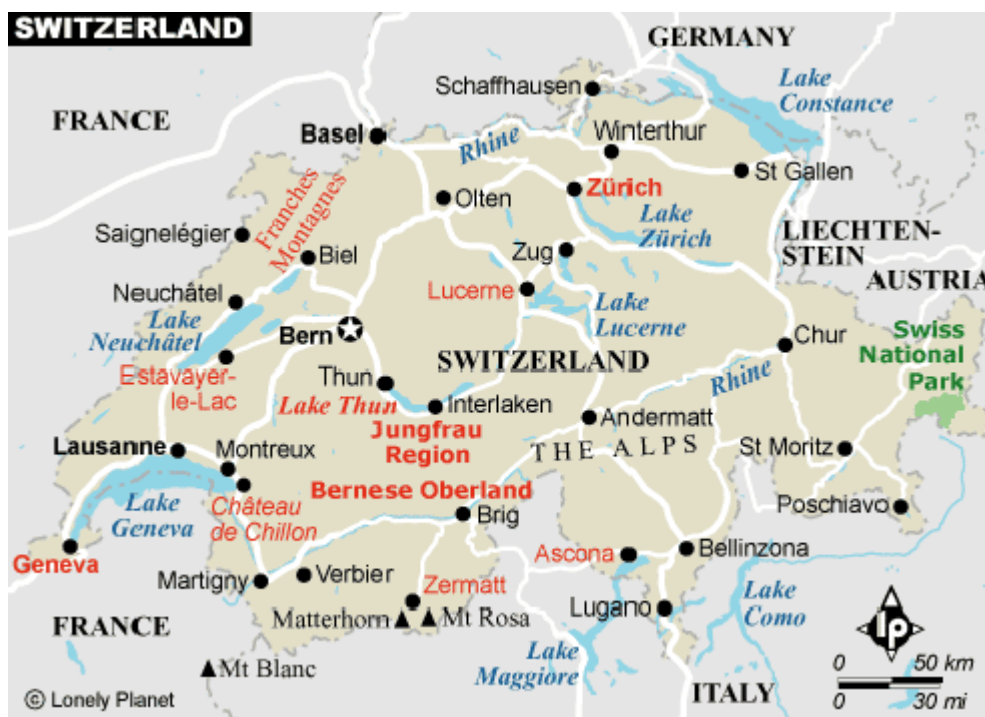 SWITZERLAND
GERMANY
Schaffhausen
Lake
Constance
FRANCE
Basel
Rhine
Winterthur
St Gallen
Olten
Zürich
Franches
Montagnes
Saignelégier
Lake
Zürich
LIECHTEN-
STEIN
Biel
Zug
AUSTRIA
Neuchâtel
Lucerne
Lake
Neuchâtel
Lake
Lucerne
Bern
Chur
Swiss
National
Park
SWITZERLAND
Estavayer-
le-Lac
Thun
Rhine
Lake Thun
Interlaken
Andermatt
Jungfrau
Region
THE ALPS
Lausanne
Montreux
St Moritz
Bernese Oberland
Lake
Geneva
Château
de Chillon
Brig
Poschiavo
Geneva
Ascona
Bellinzona
Martigny
Verbier
Zermatt
Lake
Como
Lugano
Matterhorn
Mt Rosa
FRANCE
lp
Mt Blanc
Lake
Maggiore
0 50 km
0 30 mi
ITALY
© Lonely Planet